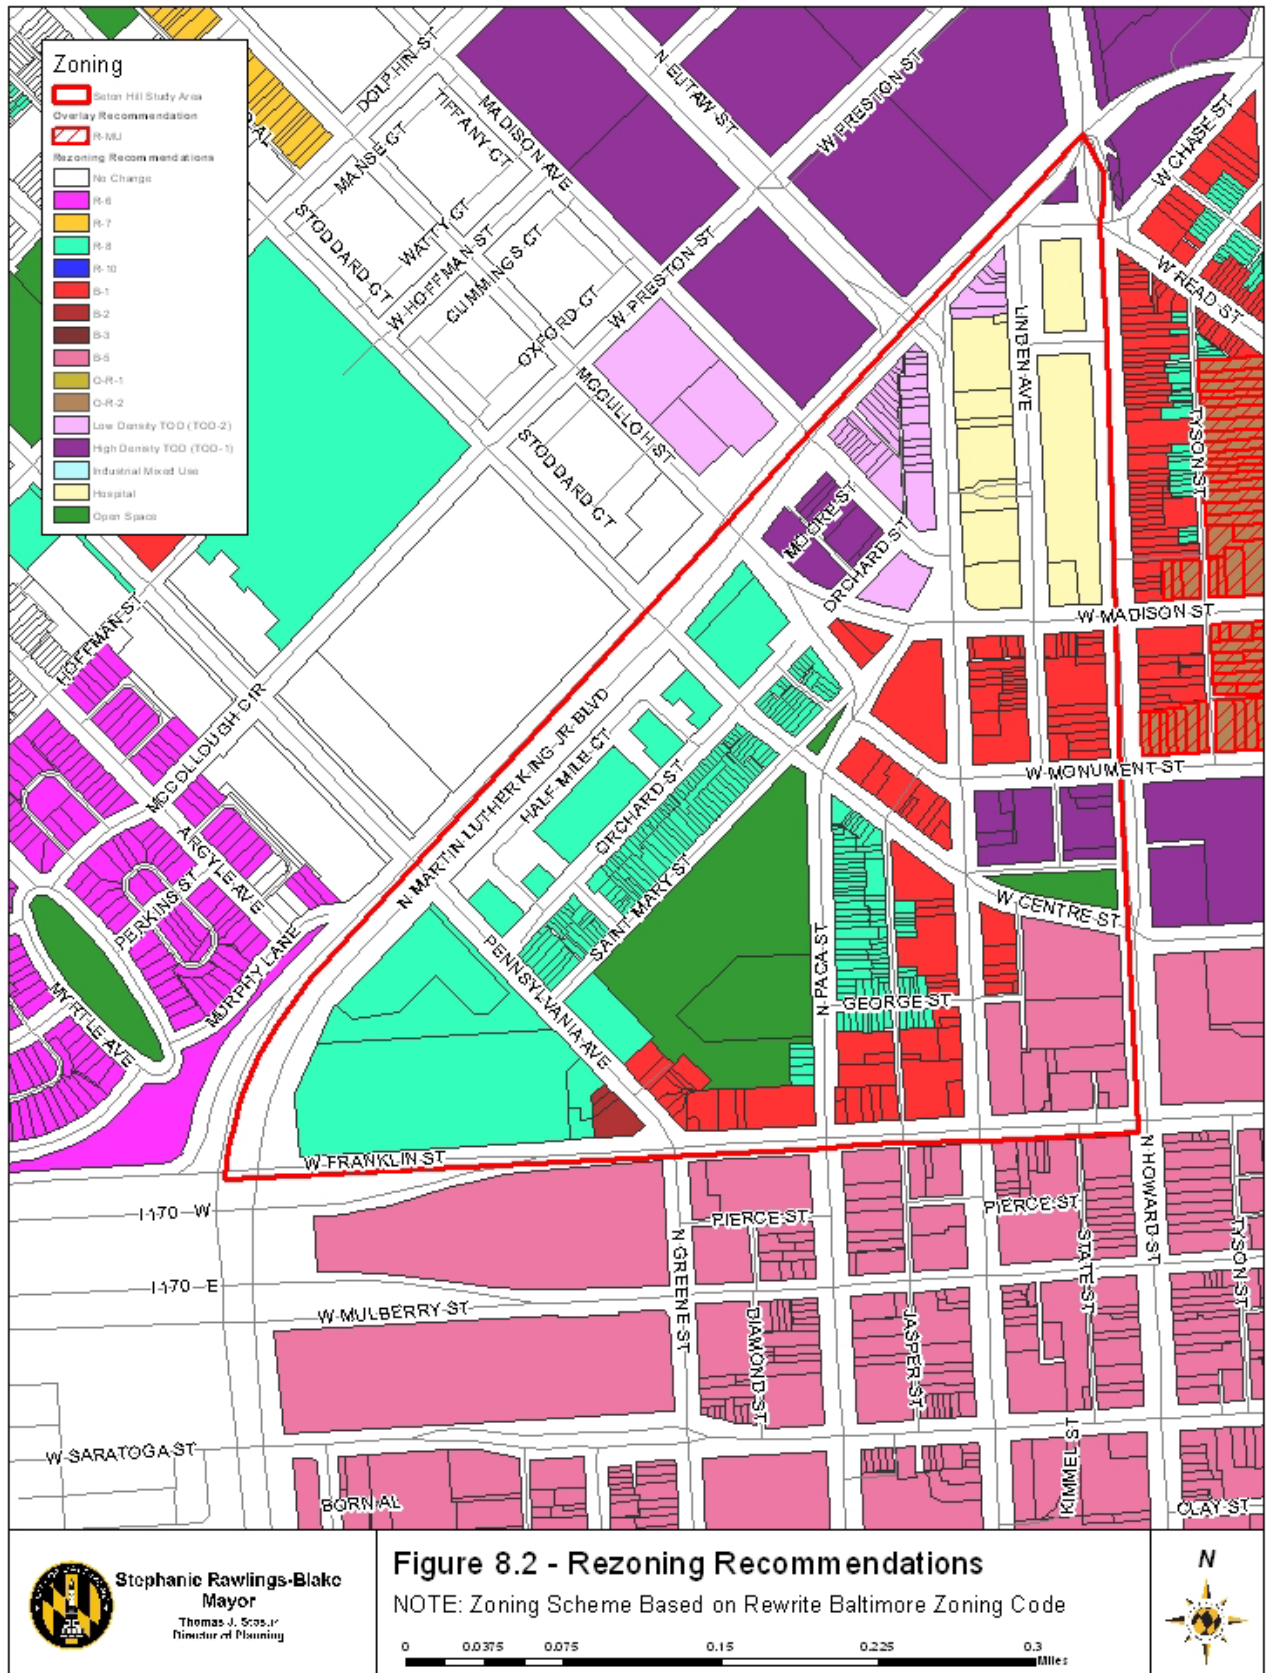 Zoning
Seton Hill Study Area
Overlay Recommendation
R-MU
Rezoning Recommendations
No Change
R-6
R-7
R-8
R-10
B-1
B-2
B-3
B-5
O-R-1
O-R-2
Low Density TOD (TOD-2)
High Density TOD (TOD-1)
Industrial Mixed Use
Hospital
Open Space
DOLPHIN ST
TIFFANY CT
MADISON AVE
N EUTAW ST
W PRESTON ST
MANSE CT
STODDARD CT
WATTY CT
W HOFFMAN ST
CUMMINGS CT
OXFORD CT
W PRESTON ST
MCCULLOH ST
STODDARD CT
W CHASE ST
W READ ST
LINDEN AVE
TYSON ST
MOORE ST
ORCHARD ST
W MADISON ST
HOFFMAN ST
MCCOLLOUGH CIR
N MARTIN LUTHER KING JR BLVD
HALF MILE CT
ORCHARD ST
W MONUMENT ST
ARGYLE AVE
PERKINS ST
MURPHY LANE
MYRTLE AVE
SAINT MARY ST
PENNSYLVANIA AVE
W CENTRE ST
N PACA ST
GEORGE ST
W FRANKLIN ST
I 170 W
PIERCE ST
PIERCE ST
N HOWARD ST
I 170 E
W MULBERRY ST
N GREENE ST
DIAMOND ST
JASPER ST
STATE ST
TYSON ST
W SARATOGA ST
BORN AL
KIMMEL ST
CLAY ST
Stephanie Rawlings-Blake
Mayor
Thomas J. Stosur
Director of Planning
Figure 8.2 - Rezoning Recommendations
NOTE: Zoning Scheme Based on Rewrite Baltimore Zoning Code
0 0.0375 0.075 0.15 0.225 0.3
Miles
N